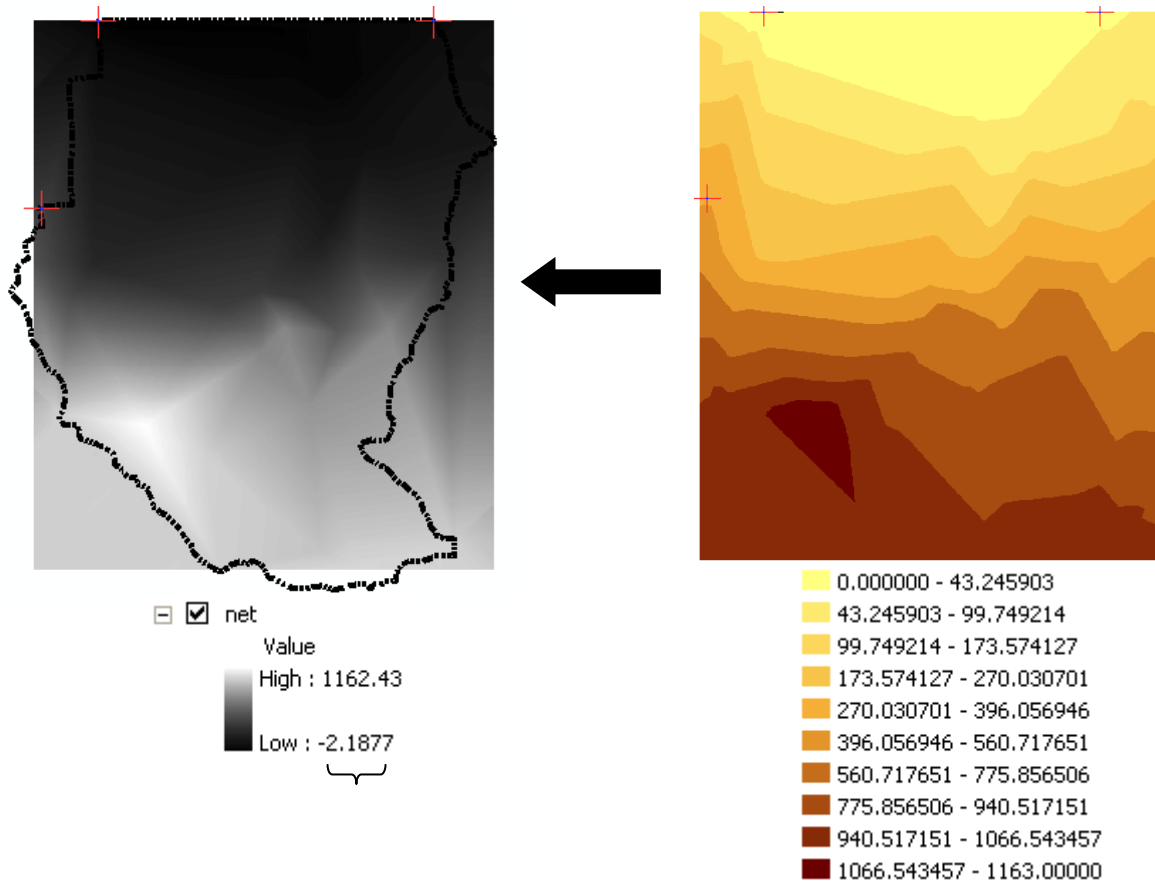 net
Value
High : 1162.43
Low : -2.1877
0.000000 - 43.245903
43.245903 - 99.749214
99.749214 - 173.574127
173.574127 - 270.030701
270.030701 - 396.056946
396.056946 - 560.717651
560.717651 - 775.856506
775.856506 - 940.517151
940.517151 - 1066.543457
1066.543457 - 1163.00000